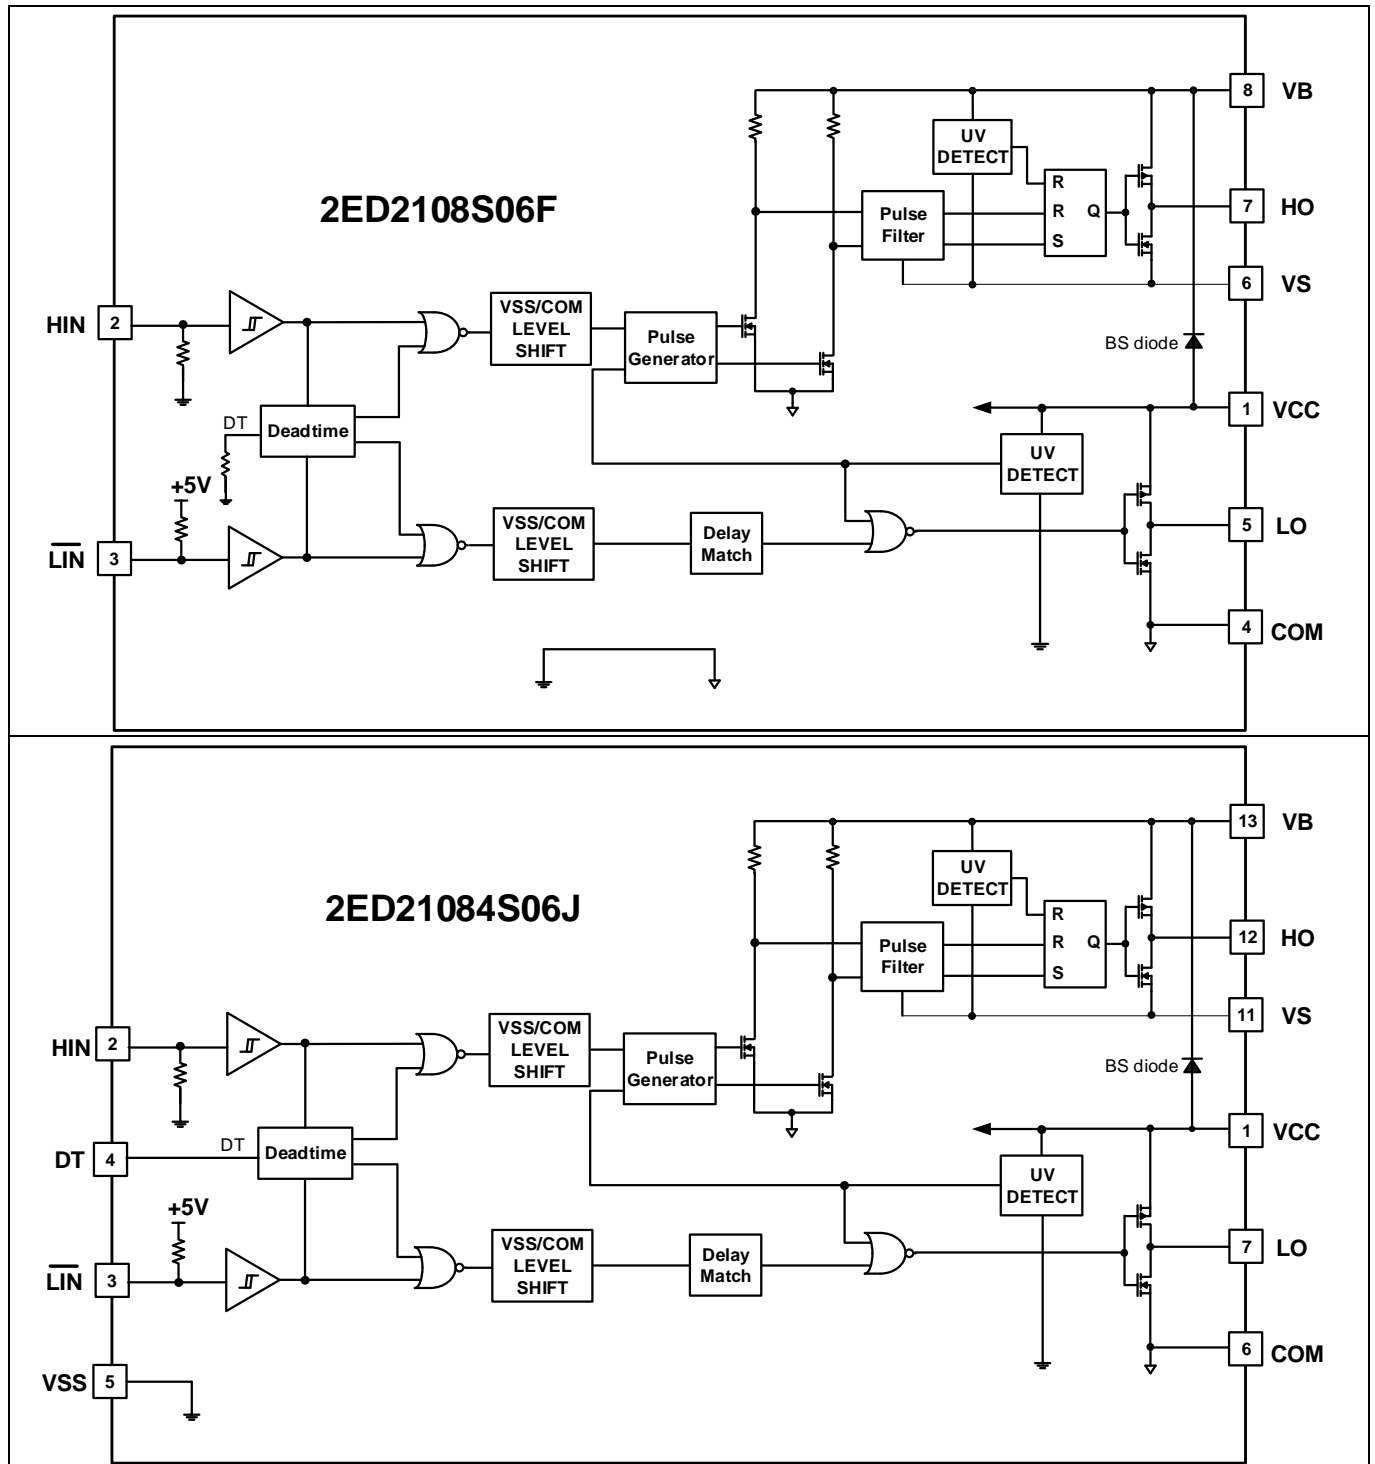 8
VB
UV
DETECT
R
R
S
Q
Pulse
Filter
7
HO
6
VS
2ED2108S06F
HIN
2
VSS/COM
LEVEL
SHIFT
Pulse
Generator
BS diode
DT
Deadtime
1
VCC
UV
DETECT
+5V
LIN
3
VSS/COM
LEVEL
SHIFT
Delay
Match
5
LO
4
COM
13
VB
UV
DETECT
R
R
S
Q
Pulse
Filter
12
HO
11
VS
2ED21084S06J
HIN
2
VSS/COM
LEVEL
SHIFT
Pulse
Generator
BS diode
DT
4
DT
Deadtime
1
VCC
UV
DETECT
+5V
LIN
3
VSS/COM
LEVEL
SHIFT
Delay
Match
7
LO
6
COM
VSS
5